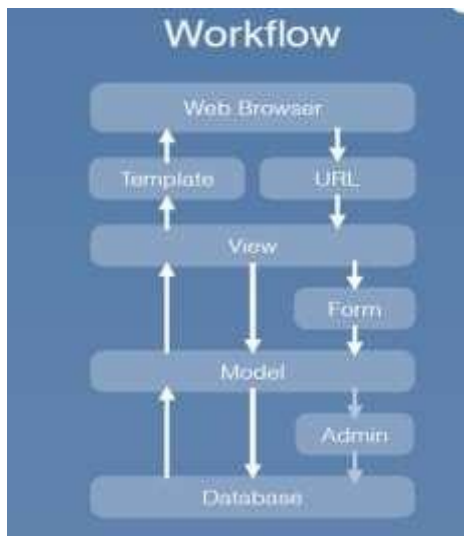 Workflow
Web Browser
Template
URL
View
Form
Model
Admin
Database